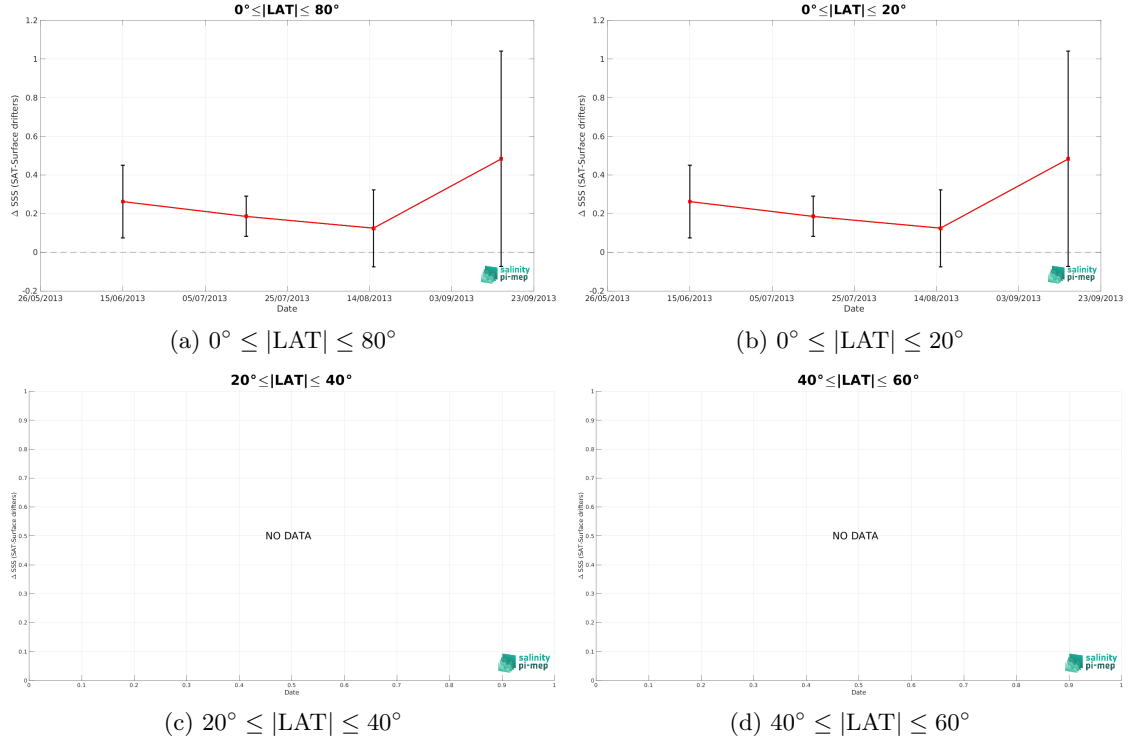 0°≤|LAT|≤ 80°
1.2
1
0.8
0.6
0.4
0.2
0
-0.2
Δ SSS (SAT-Surface drifters)
26/05/2013 15/06/2013 05/07/2013 25/07/2013 14/08/2013 03/09/2013 23/09/2013
Date
salinity
pi-mep
(a) 0° ≤ |LAT| ≤ 80°
0°≤|LAT|≤ 20°
1.2
1
0.8
0.6
0.4
0.2
0
-0.2
Δ SSS (SAT-Surface drifters)
26/05/2013 15/06/2013 05/07/2013 25/07/2013 14/08/2013 03/09/2013 23/09/2013
Date
salinity
pi-mep
(b) 0° ≤ |LAT| ≤ 20°
20°≤|LAT|≤ 40°
1
0.9
0.8
0.7
0.6
0.5
0.4
0.3
0.2
0.1
0
Δ SSS (SAT-Surface drifters)
NO DATA
0 0.1 0.2 0.3 0.4 0.5 0.6 0.7 0.8 0.9 1
Date
salinity
pi-mep
(c) 20° ≤ |LAT| ≤ 40°
40°≤|LAT|≤ 60°
1
0.9
0.8
0.7
0.6
0.5
0.4
0.3
0.2
0.1
0
Δ SSS (SAT-Surface drifters)
NO DATA
0 0.1 0.2 0.3 0.4 0.5 0.6 0.7 0.8 0.9 1
Date
salinity
pi-mep
(d) 40° ≤ |LAT| ≤ 60°